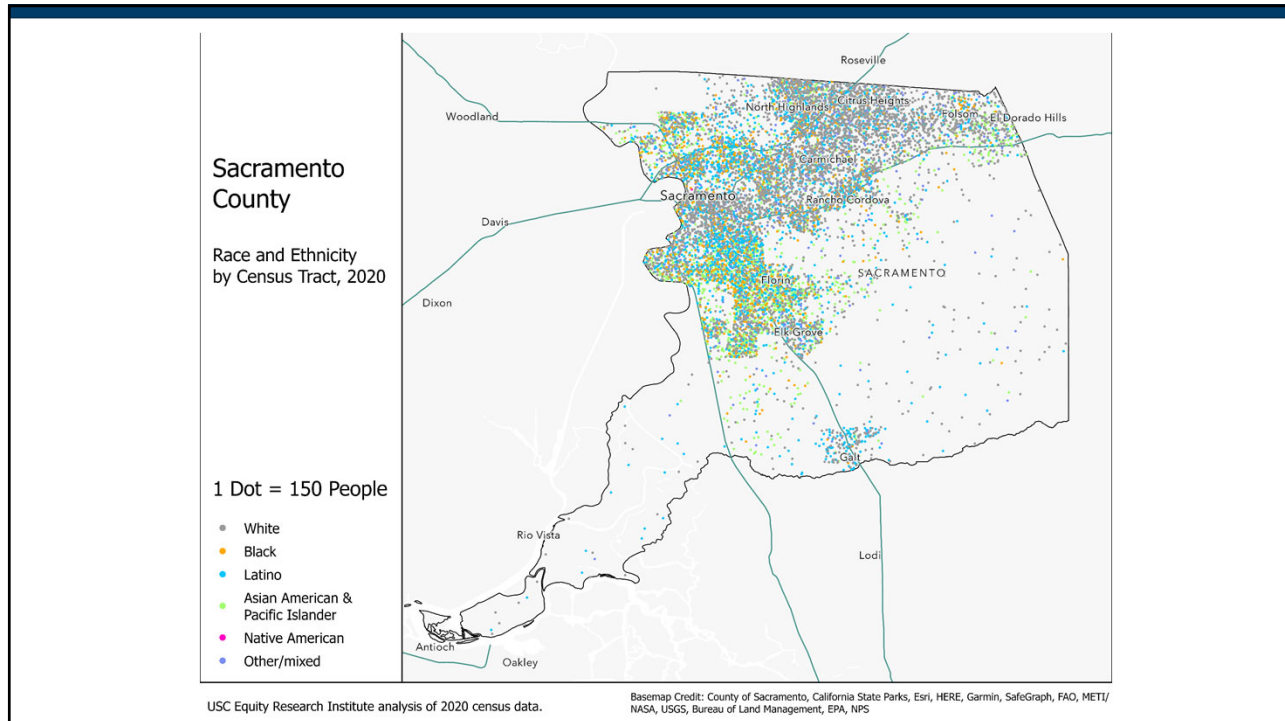 Sacramento
County
Race and Ethnicity
by Census Tract, 2020
1 Dot = 150 People
White
Black
Latino
Asian American &
Pacific Islander
Native American
Other/mixed
Roseville
Woodland
North Highlands
Citrus Heights
Folsom
El Dorado Hills
Carmichae
Sacramento
Rancho Cordova
Davis
SACRAMENTO
Florin
Dixon
Elk Grove
Galt
Rio Vista
Lodi
Antioch
Oakley
USC Equity Research Institute analysis of 2020 census data.
Basemap Credit: County of Sacramento, California State Parks, Esri, HERE, Garmin, SafeGraph, FAO, METI/
NASA, USGS, Bureau of Land Management, EPA, NPS